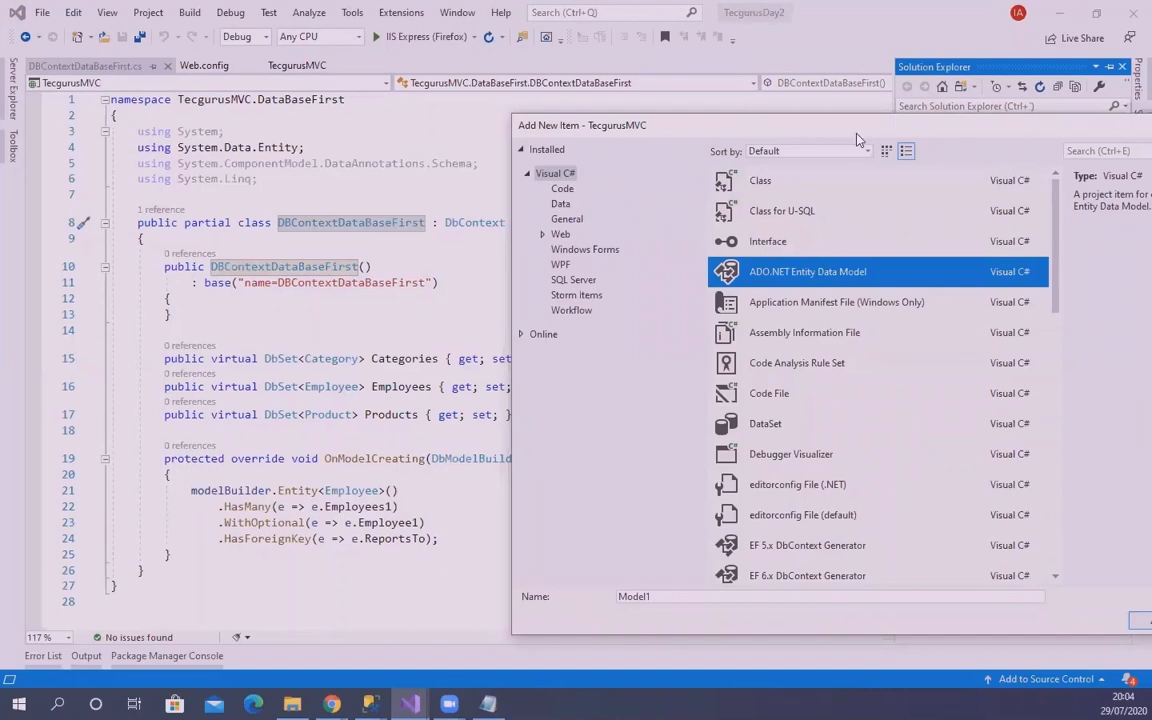 File Edit View Project Build Debug Test Analyze Tools Extensions Window Help Search (Ctrl+Q) TecgurusDay2 IA
Debug Any CPU IIS Express (Firefox) Live Share
DBContextDataBaseFirst.cs Web.config TecgurusMVC Solution Explorer
TecgurusMVC TecgurusMVC.DataBaseFirst.DBContextDataBaseFirst DBContextDataBaseFirst()
Search Solution Explorer (Ctrl+´)
Server Explorer
Toolbox
Properties
1 namespace TecgurusMVC.DataBaseFirst
2 {
3 using System;
4 using System.Data.Entity;
5 using System.ComponentModel.DataAnnotations.Schema;
6 using System.Linq;
7
1 reference
8 public partial class DBContextDataBaseFirst : DbContext
9 {
0 references
10 public DBContextDataBaseFirst()
11 : base("name=DBContextDataBaseFirst")
12 {
13 }
14
0 references
15 public virtual DbSet<Category> Categories { get; set
0 references
16 public virtual DbSet<Employee> Employees { get; set;
0 references
17 public virtual DbSet<Product> Products { get; set; }
18
0 references
19 protected override void OnModelCreating(DbModelBuild
20 {
21 modelBuilder.Entity<Employee>()
22 .HasMany(e => e.Employees1)
23 .WithOptional(e => e.Employee1)
24 .HasForeignKey(e => e.ReportsTo);
25 }
26 }
27 }
28
Add New Item - TecgurusMVC
Installed
Visual C#
Code
Data
General
Web
Windows Forms
WPF
SQL Server
Storm Items
Workflow
Online
Sort by: Default
Search (Ctrl+E)
Class Visual C#
Class for U-SQL Visual C#
Interface Visual C#
ADO.NET Entity Data Model Visual C#
Application Manifest File (Windows Only) Visual C#
Assembly Information File Visual C#
Code Analysis Rule Set Visual C#
Code File Visual C#
DataSet Visual C#
Debugger Visualizer Visual C#
editorconfig File (.NET) Visual C#
editorconfig File (default) Visual C#
EF 5.x DbContext Generator Visual C#
EF 6.x DbContext Generator Visual C#
Type: Visual C#
A project item for c
Entity Data Model.
Name: Model1
117 % No issues found
Error List Output Package Manager Console
Add to Source Control 4
20:04
29/07/2020